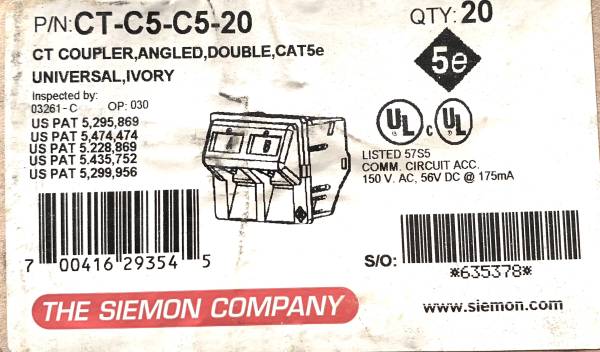 P/N: CT-C5-C5-20
QTY: 20
CT COUPLER,ANGLED,DOUBLE,CAT5e
UNIVERSAL,IVORY
5e
Inspected by:
03261-C OP: 030
US PAT 5,295,869
US PAT 5,474,474
US PAT 5.228,869
US PAT 5.435,752
US PAT 5,299,956
A B
UL c UL
LISTED 57S5
COMM. CIRCUIT ACC.
150 V. AC, 56V DC @ 175mA
7 00416 29354 5
S/O:
*635378*
THE SIEMON COMPANY
www.siemon.com